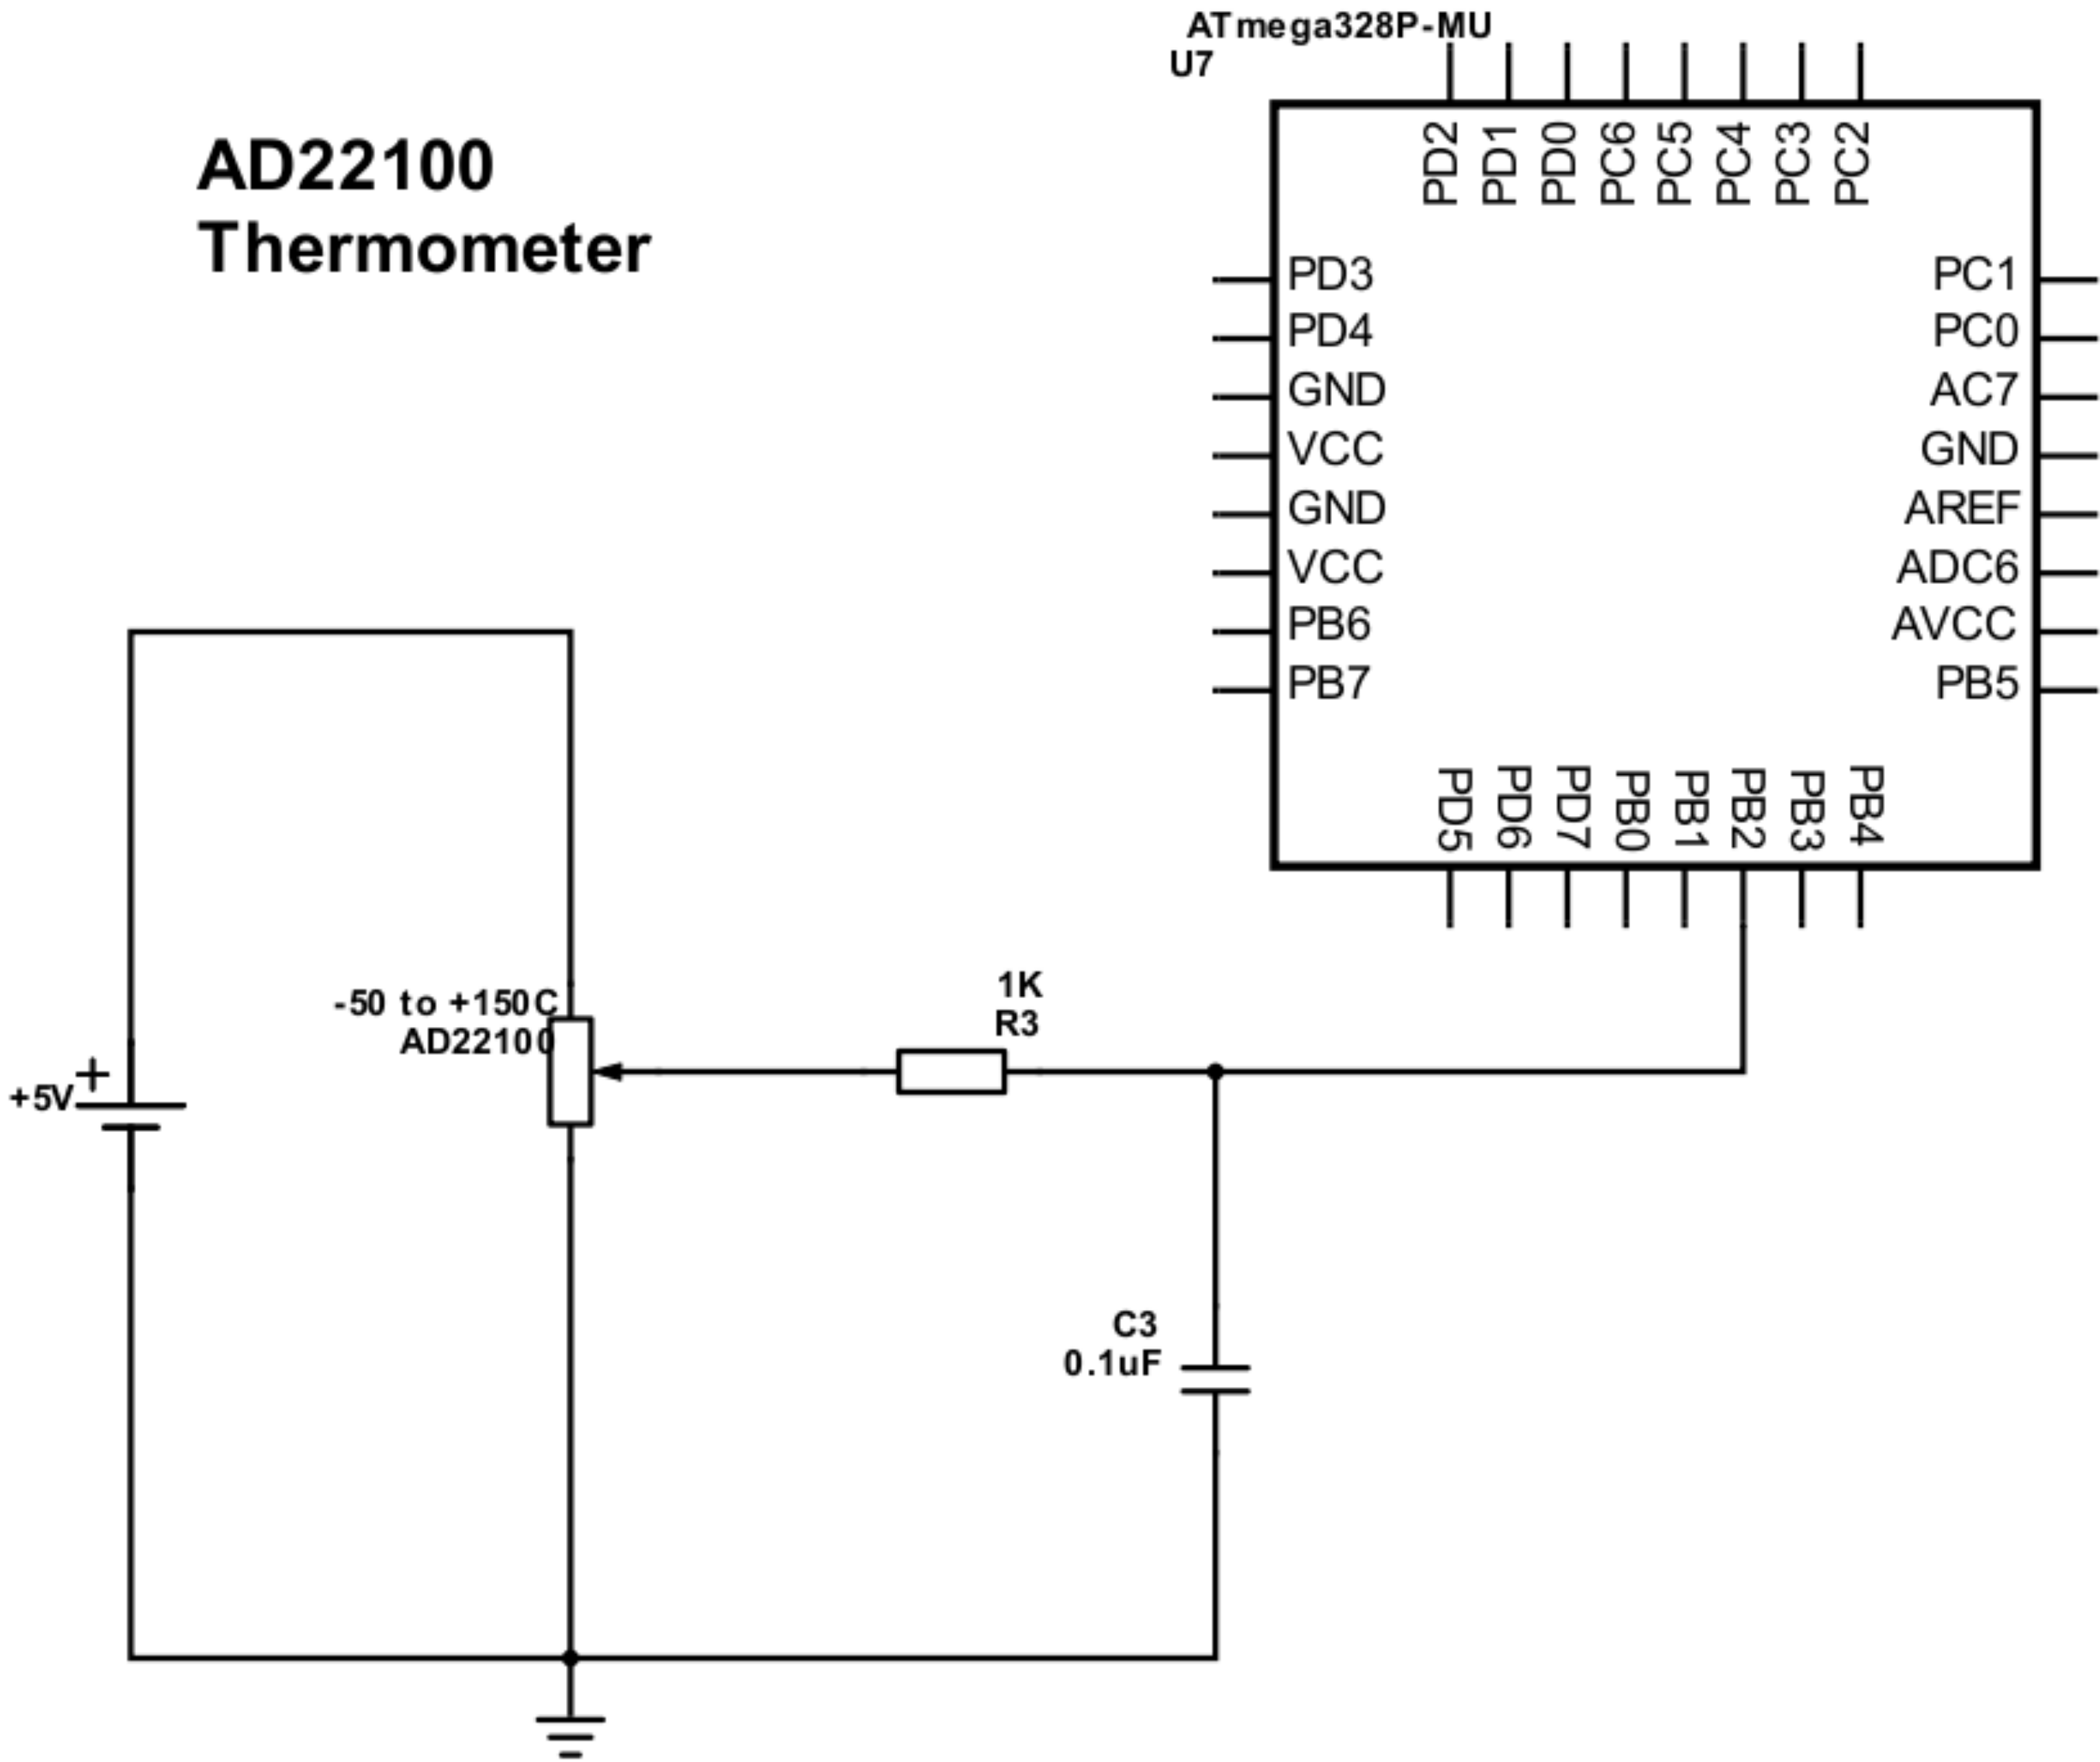 ATmega328P-MU
U7
AD22100
Thermometer
PD2 PD1 PD0 PC6 PC5 PC4 PC3 PC2
PD3
PD4
GND
VCC
GND
VCC
PB6
PB7
PC1
PC0
AC7
GND
AREF
ADC6
AVCC
PB5
PD5 PD6 PD7 PB0 PB1 PB2 PB3 PB4
-50 to +150C
AD22100
+
+5V
1K
R3
C3
0.1uF